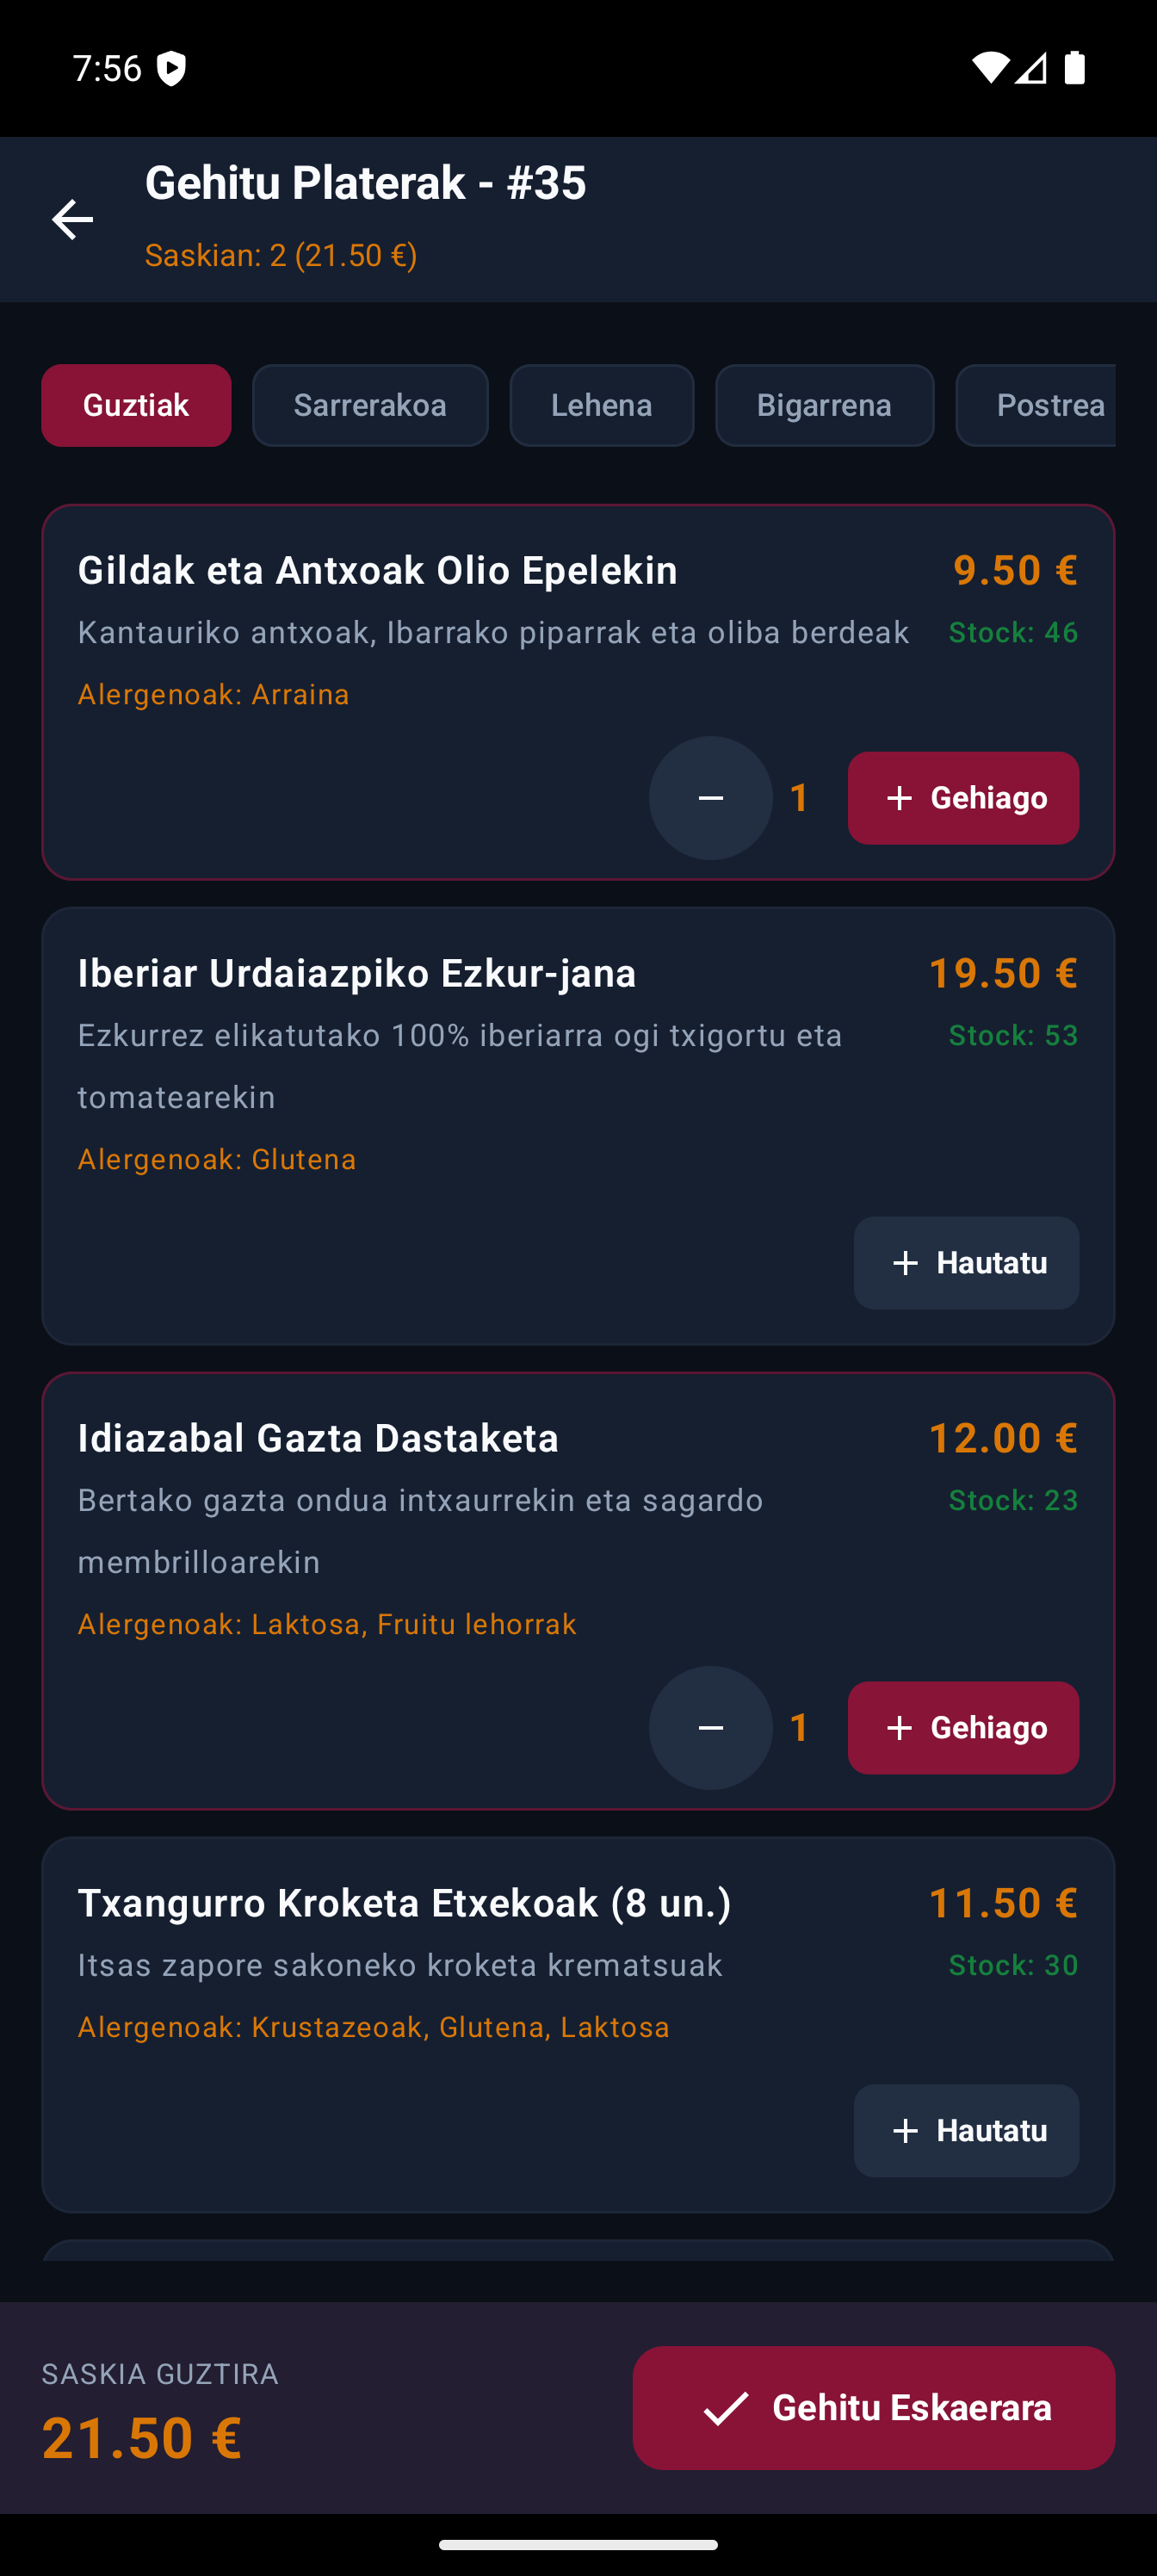 7:56
Gehitu Platerak - #35
Saskian: 2 (21.50 €)
Guztiak
Sarrerakoa
Lehena
Bigarrena
Postrea
Gildak eta Antxoak Olio Epelekin
9.50 €
Kantauriko antxoak, Ibarrako piparrak eta oliba berdeak
Stock: 46
Alergenoak: Arraina
1
Gehiago
Iberiar Urdaiazpiko Ezkur-jana
19.50 €
Ezkurrez elikatutako 100% iberiarra ogi txigortu eta
Stock: 53
tomatearekin
Alergenoak: Glutena
Hautatu
Idiazabal Gazta Dastaketa
12.00 €
Bertako gazta ondua intxaurrekin eta sagardo
Stock: 23
membrilloarekin
Alergenoak: Laktosa, Fruitu lehorrak
1
Gehiago
Txangurro Kroketa Etxekoak (8 un.)
11.50 €
Itsas zapore sakoneko kroketa krematsuak
Stock: 30
Alergenoak: Krustazeoak, Glutena, Laktosa
Hautatu
SASKIA GUZTIRA
21.50 €
Gehitu Eskaerara